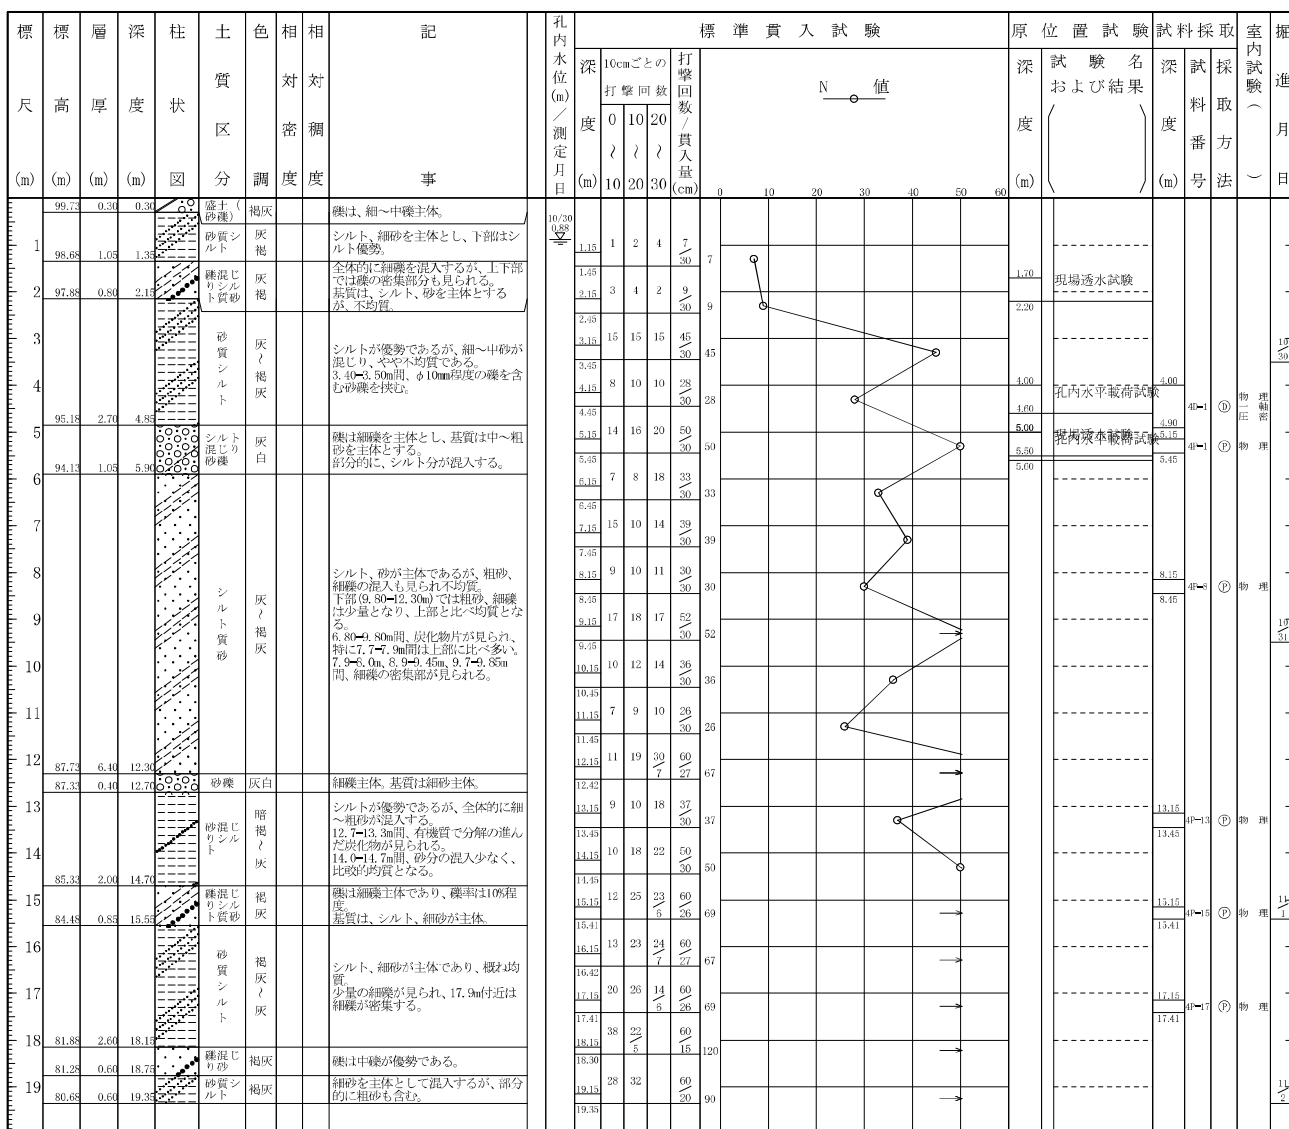 標尺(m)
標高(m)
層厚(m)
深度(m)
柱状図
土質区分
色調
相対密度
相対稠度
記事
孔内水位(m)/測定月日
標準貫入試験
深度(m)
10cmごとの
打撃回数
0~10
10~20
20~30
打撃回数/貫入量(cm)
N 値
0 10 20 30 40 50 60
原位置試験
深度(m)
試験名
および結果
試料採取
深度(m)
試料番号
採取方法
室内試験( )
掘進月日
99.73 0.30 0.30
盛土(
砂礫)
褐灰
礫は、細~中礫主体。
10/30
0.88
1
98.68 1.05 1.35
砂質シ
ルト
灰褐
シルト、細砂を主体とし、下部はシ
ルト優勢。
1.15 1 2 4 7/30 7
1.45
2
97.88 0.80 2.15
礫混じ
りシル
ト質砂
灰褐
全体的に細礫を混入するが、上下部
では礫の密集部分も見られる。
基質は、シルト、砂を主体とする
が、不均質。
2.15 3 4 2 9/30 9
2.45
1.70
現場透水試験
2.20
3
4
95.18 2.70 4.85
砂質シルト
灰~褐灰
シルトが優勢であるが、細~中砂が
混じり、やや不均質である。
3.40-3.50m間、φ10mm程度の礫を含
む砂礫を挟む。
3.15 15 15 15 45/30 45
3.45
10/30
4.15 8 10 10 28/30 28
4.45
4.00
孔内水平載荷試験
4.60
4.00
4D-1 D 物理 一軸 圧密
4.90
5
94.13 1.05 5.90
シルト
混じり
砂礫
灰白
礫は細礫を主体とし、基質は中~粗
砂を主体とする。
部分的に、シルト分が混入する。
5.15 14 16 20 50/30 50
5.45
5.00
現場透水試験
孔内水平載荷試験
5.50
5.60
5.15
4P-1 P 物理
5.45
6
6.15 7 8 18 33/30 33
6.45
7
7.15 15 10 14 39/30 39
7.45
8
8.15 9 10 11 30/30 30
8.45
8.15
4P-8 P 物理
8.45
シルト質砂
灰~褐灰
シルト、砂が主体であるが、粗砂、
細礫の混入も見られ不均質。
下部(9.80-12.30m)では粗砂、細礫
は少量となり、上部と比べ均質とな
る。
6.80-9.80m間、炭化物片が見られ、
特に7.7-7.9m間は上部に比べ多い。
7.9-8.0m、8.9-9.45m、9.7-9.85m
間、細礫の密集部が見られる。
9
9.15 17 18 17 52/30 52
9.45
10/31
10
10.15 10 12 14 36/30 36
10.45
11
11.15 7 9 10 26/30 26
11.45
12
87.73 6.40 12.30
12.15 11 19 30/7 60/27 67
12.42
87.33 0.40 12.70
砂礫
灰白
細礫主体。基質は細砂主体。
13
13.15 9 10 18 37/30 37
13.45
13.15
4P-13 P 物理
13.45
砂混じ
りシル
ト
暗褐~灰
シルトが優勢であるが、全体的に細
~粗砂が混入する。
12.7-13.3m間、有機質で分解の進ん
だ炭化物が見られる。
14.0-14.7m間、砂分の混入少なく、
比較的均質となる。
14
85.33 2.00 14.70
14.15 10 18 22 50/30 50
14.45
15
84.48 0.85 15.55
礫混じ
りシル
ト質砂
褐灰
礫は細礫主体であり、礫率は10%程
度。
基質は、シルト、細砂が主体。
15.15 12 25 23/6 60/26 69
15.41
15.15
4P-15 P 物理
15.41
11/1
16
16.15 13 23 24/7 60/27 67
16.42
砂質シルト
褐灰~灰
シルト、細砂が主体であり、概ね均
質。
少量の細礫が見られ、17.9m付近は
細礫が密集する。
17
17.15 20 26 14/6 60/26 69
17.41
17.15
4P-17 P 物理
17.41
18
81.88 2.60 18.15
18.15 38 22/5 60/15 120
18.30
81.28 0.60 18.75
礫混じ
り砂
褐灰
礫は中礫が優勢である。
19
80.68 0.60 19.35
砂質シ
ルト
褐灰
細砂を主体として混入するが、部分
的に粗砂も含む。
19.15 28 32 60/20 90
19.35
11/2